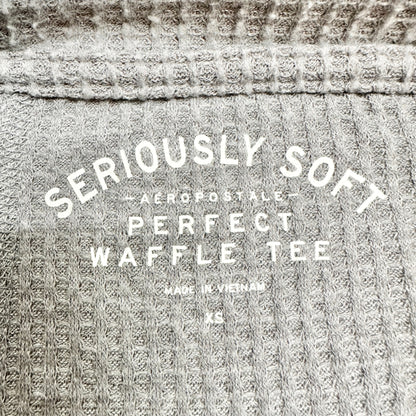 SERIOUSLY SOFT
—AEROPOSTALE—
PERFECT
WAFFLE TEE
MADE IN VIETNAM
XS